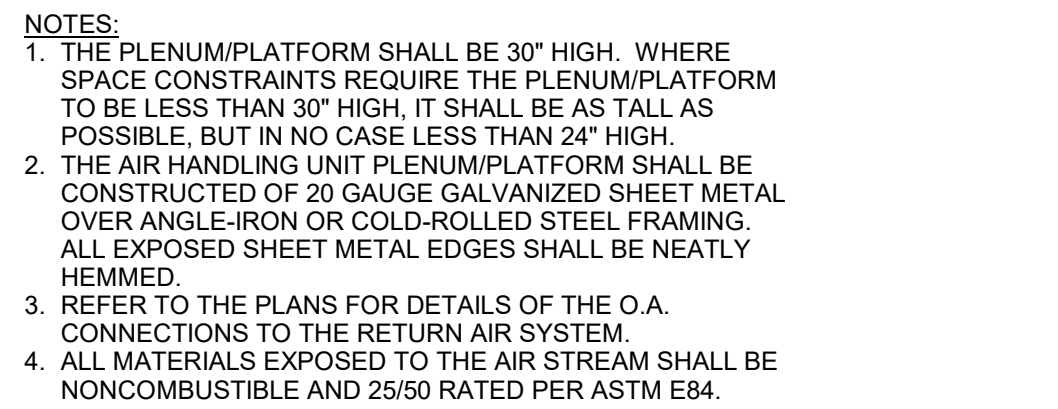 NOTES:
1. THE PLENUM/PLATFORM SHALL BE 30" HIGH. WHERE
SPACE CONSTRAINTS REQUIRE THE PLENUM/PLATFORM
TO BE LESS THAN 30" HIGH, IT SHALL BE AS TALL AS
POSSIBLE, BUT IN NO CASE LESS THAN 24" HIGH.
2. THE AIR HANDLING UNIT PLENUM/PLATFORM SHALL BE
CONSTRUCTED OF 20 GAUGE GALVANIZED SHEET METAL
OVER ANGLE-IRON OR COLD-ROLLED STEEL FRAMING.
ALL EXPOSED SHEET METAL EDGES SHALL BE NEATLY
HEMMED.
3. REFER TO THE PLANS FOR DETAILS OF THE O.A.
CONNECTIONS TO THE RETURN AIR SYSTEM.
4. ALL MATERIALS EXPOSED TO THE AIR STREAM SHALL BE
NONCOMBUSTIBLE AND 25/50 RATED PER ASTM E84.